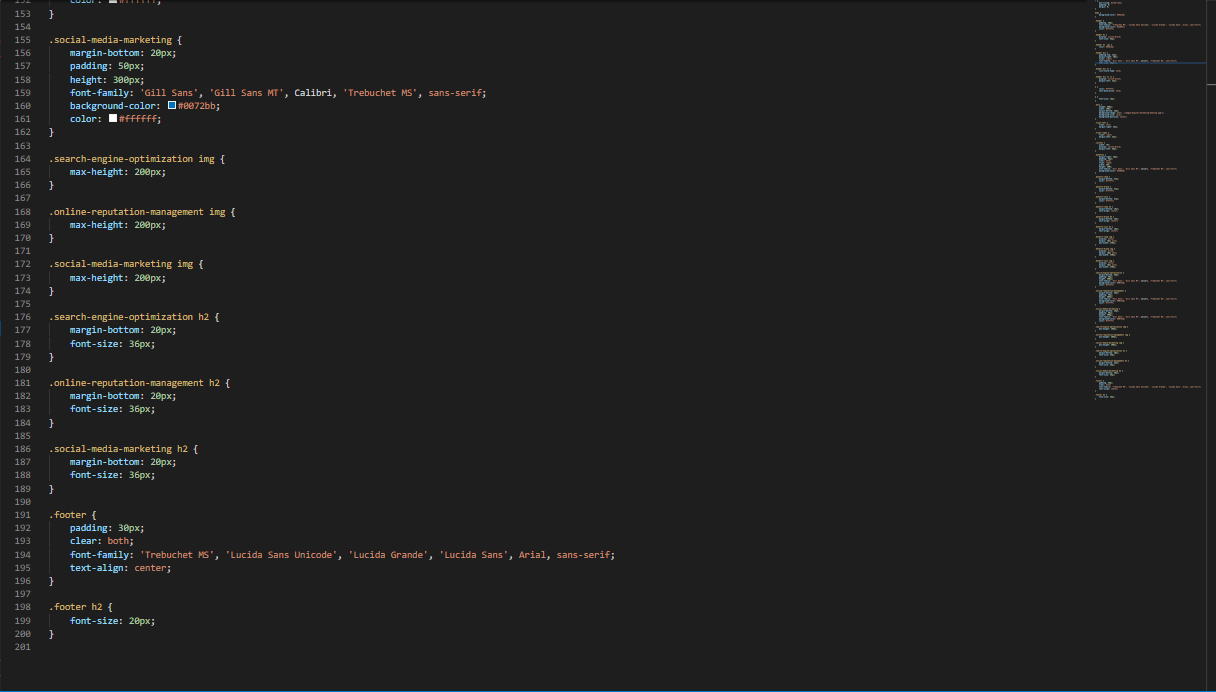 153 }
154
155 .social-media-marketing {
156     margin-bottom: 20px;
157     padding: 50px;
158     height: 300px;
159     font-family: 'Gill Sans', 'Gill Sans MT', Calibri, 'Trebuchet MS', sans-serif;
160     background-color: #0072bb;
161     color: #ffffff;
162 }
163
164 .search-engine-optimization img {
165     max-height: 200px;
166 }
167
168 .online-reputation-management img {
169     max-height: 200px;
170 }
171
172 .social-media-marketing img {
173     max-height: 200px;
174 }
175
176 .search-engine-optimization h2 {
177     margin-bottom: 20px;
178     font-size: 36px;
179 }
180
181 .online-reputation-management h2 {
182     margin-bottom: 20px;
183     font-size: 36px;
184 }
185
186 .social-media-marketing h2 {
187     margin-bottom: 20px;
188     font-size: 36px;
189 }
190
191 .footer {
192     padding: 30px;
193     clear: both;
194     font-family: 'Trebuchet MS', 'Lucida Sans Unicode', 'Lucida Grande', 'Lucida Sans', Arial, sans-serif;
195     text-align: center;
196 }
197
198 .footer h2 {
199     font-size: 20px;
200 }
201